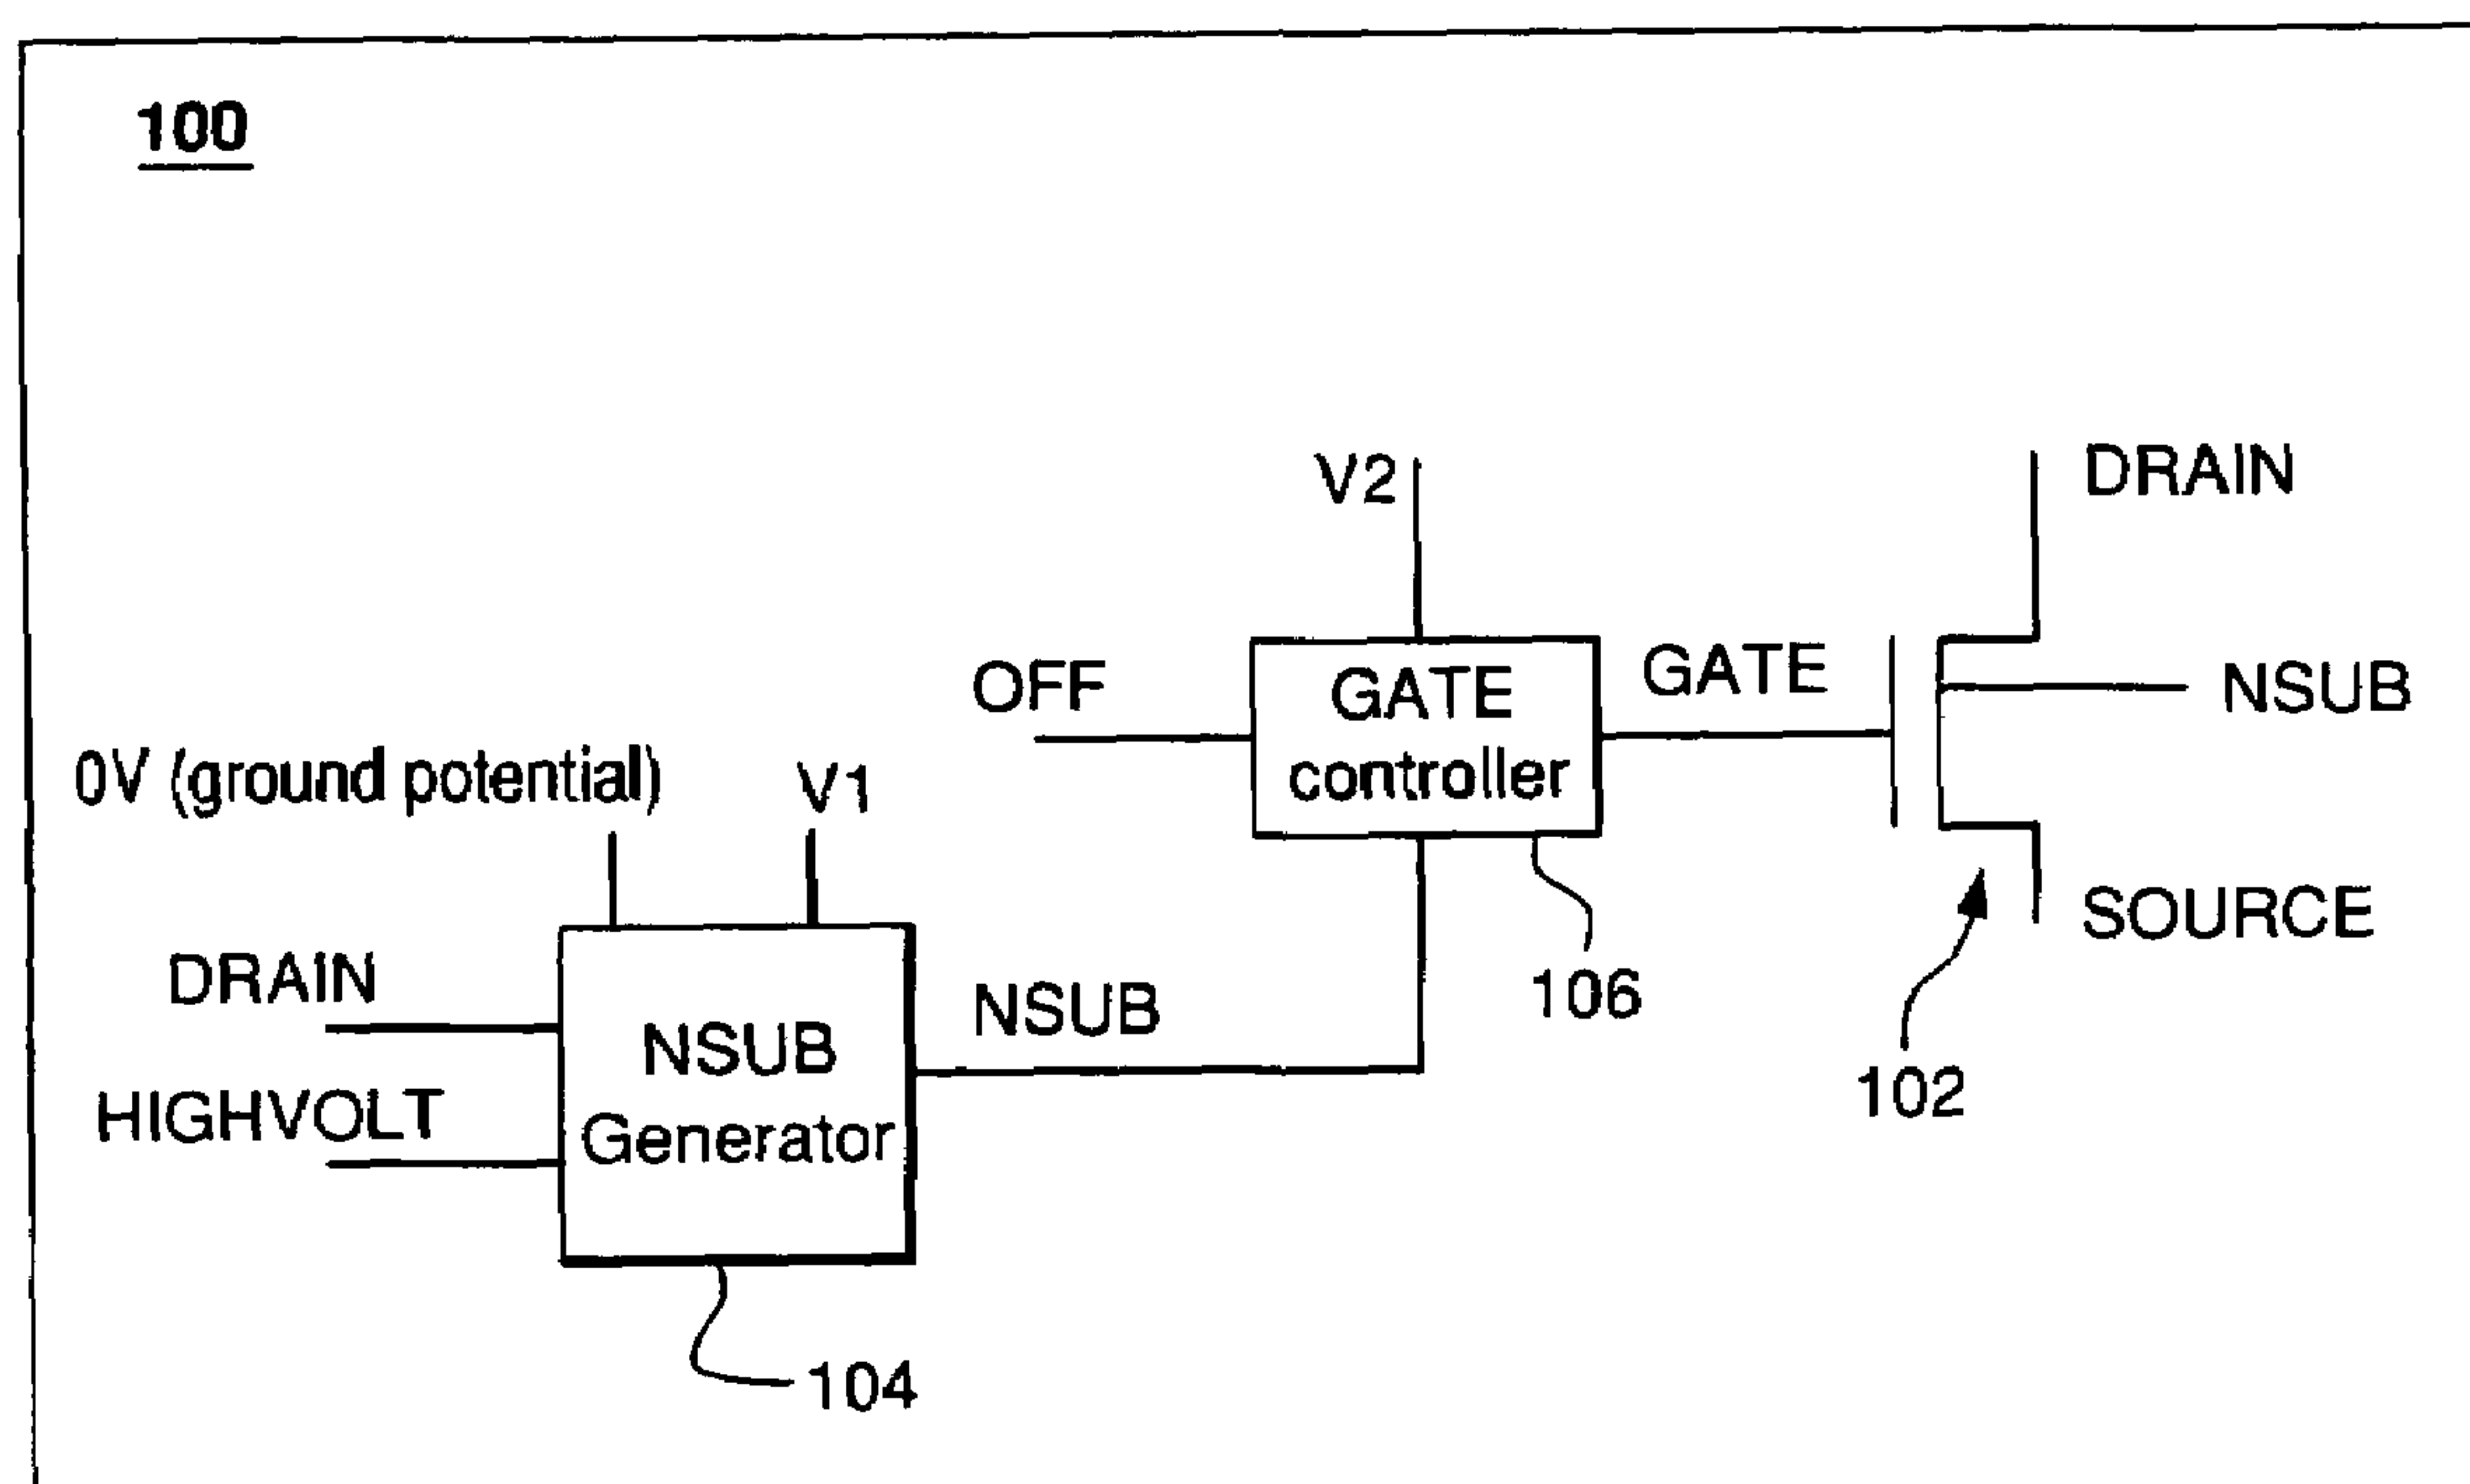 100
V2
DRAIN
OFF
GATE
controller
GATE
NSUB
0V (ground potential)
V1
SOURCE
DRAIN
NSUB
106
HIGHVOLT
NSUB
Generator
102
104